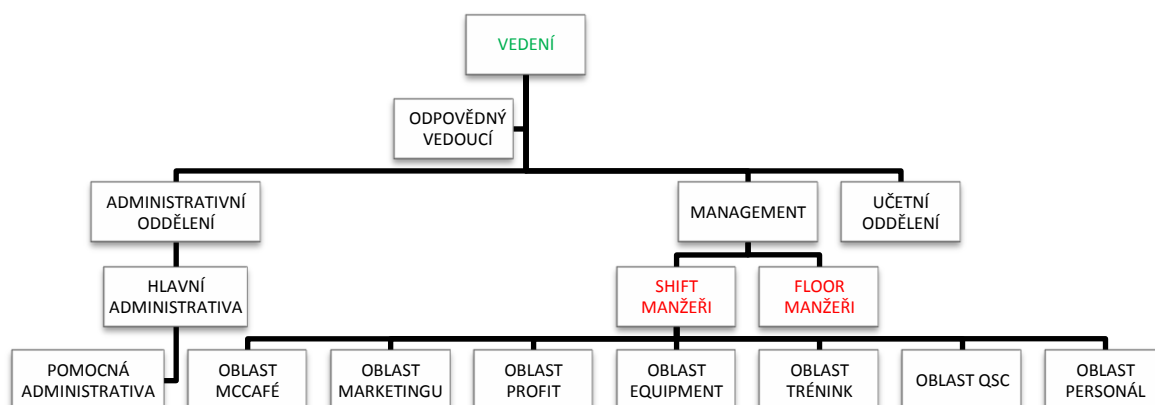 VEDENÍ
ODPOVĚDNÝ
VEDOUCÍ
ADMINISTRATIVNÍ
ODDĚLENÍ
MANAGEMENT
UČETNÍ
ODDĚLENÍ
HLAVNÍ
ADMINISTRATIVA
SHIFT
MANŽEŘI
FLOOR
MANŽEŘI
POMOCNÁ
ADMINISTRATIVA
OBLAST
MCCAFÉ
OBLAST
MARKETINGU
OBLAST
PROFIT
OBLAST
EQUIPMENT
OBLAST
TRÉNINK
OBLAST QSC
OBLAST
PERSONÁL